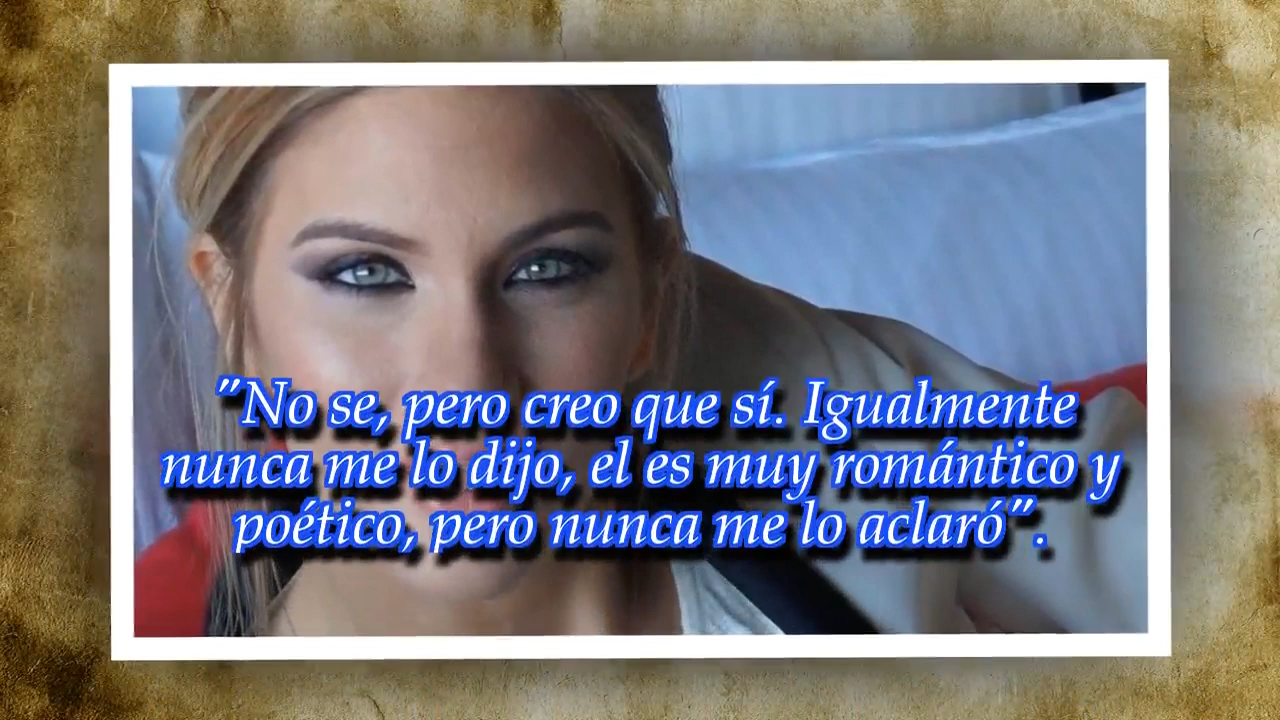 "No se, pero creo que sí. Igualmente
nunca me lo dijo, el es muy romántico y
poético, pero nunca me lo aclaró".